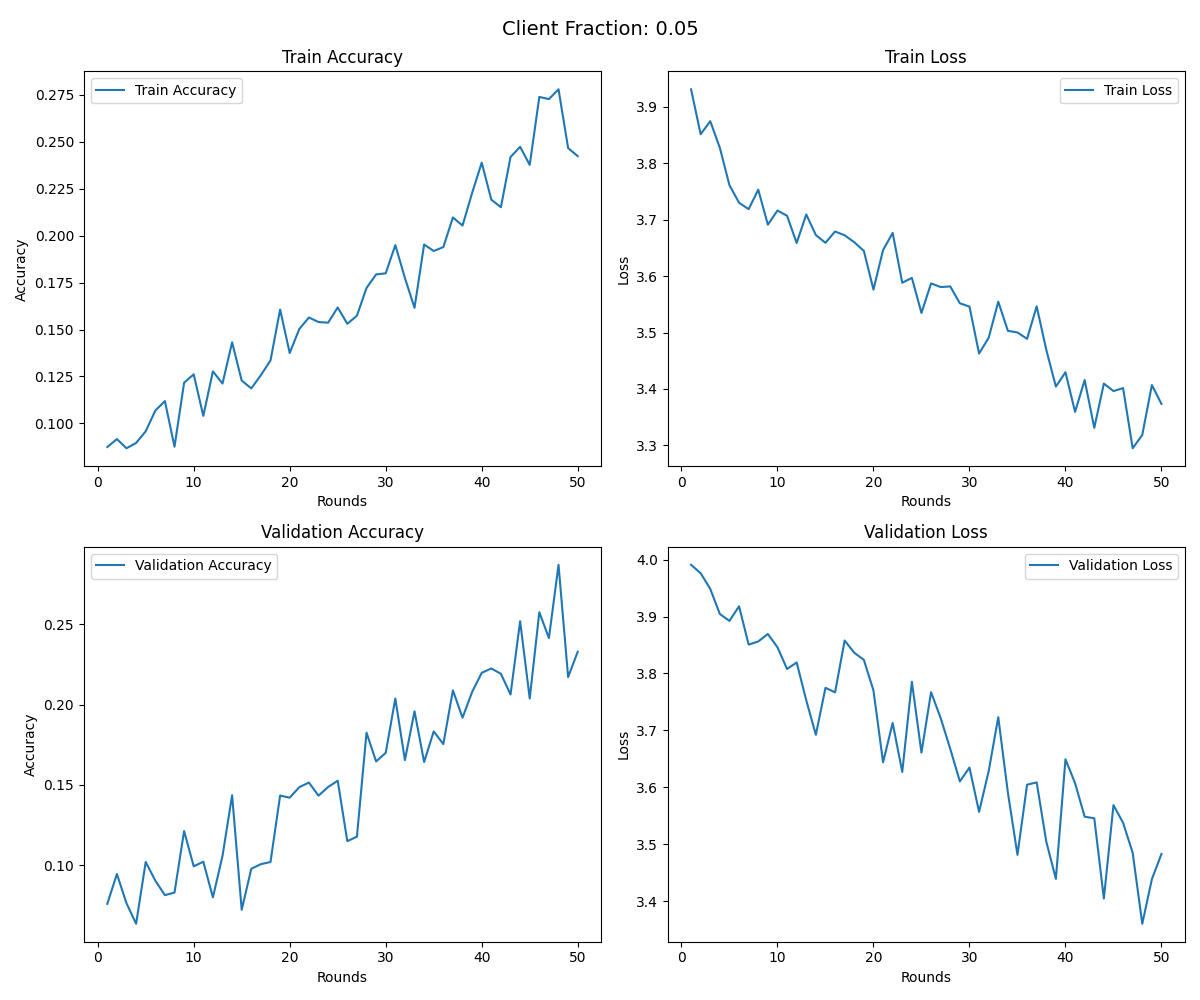 Client Fraction: 0.05
Train Accuracy
Train Accuracy
0.275
0.250
0.225
0.200
0.175
0.150
0.125
0.100
Accuracy
0 10 20 30 40 50
Rounds
Train Loss
Train Loss
3.9
3.8
3.7
3.6
3.5
3.4
3.3
Loss
0 10 20 30 40 50
Rounds
Validation Accuracy
Validation Accuracy
0.25
0.20
0.15
0.10
Accuracy
0 10 20 30 40 50
Rounds
Validation Loss
Validation Loss
4.0
3.9
3.8
3.7
3.6
3.5
3.4
Loss
0 10 20 30 40 50
Rounds